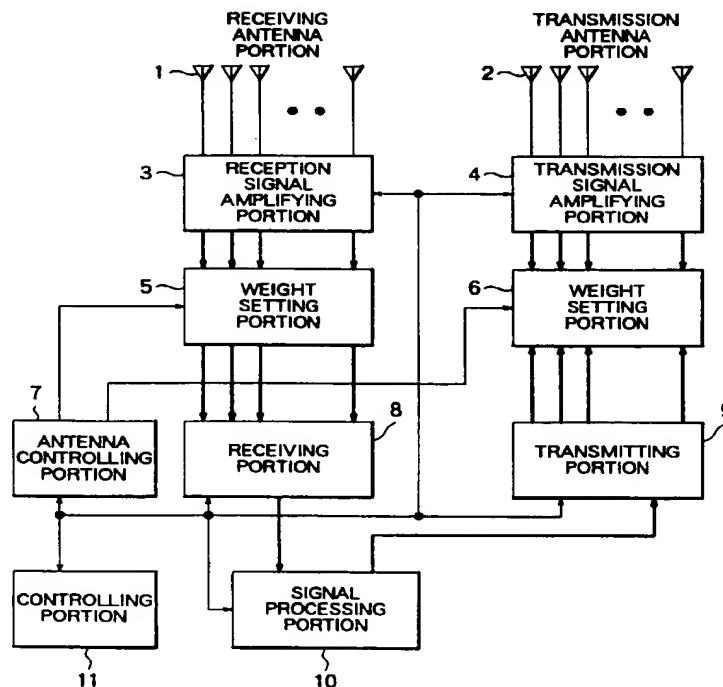 RECEIVING
ANTENNA
PORTION
TRANSMISSION
ANTENNA
PORTION
1
2
3
RECEPTION
SIGNAL
AMPLIFYING
PORTION
4
TRANSMISSION
SIGNAL
AMPLIFYING
PORTION
5
WEIGHT
SETTING
PORTION
6
WEIGHT
SETTING
PORTION
7
ANTENNA
CONTROLLING
PORTION
8
RECEIVING
PORTION
9
TRANSMITTING
PORTION
CONTROLLING
PORTION
11
SIGNAL
PROCESSING
PORTION
10